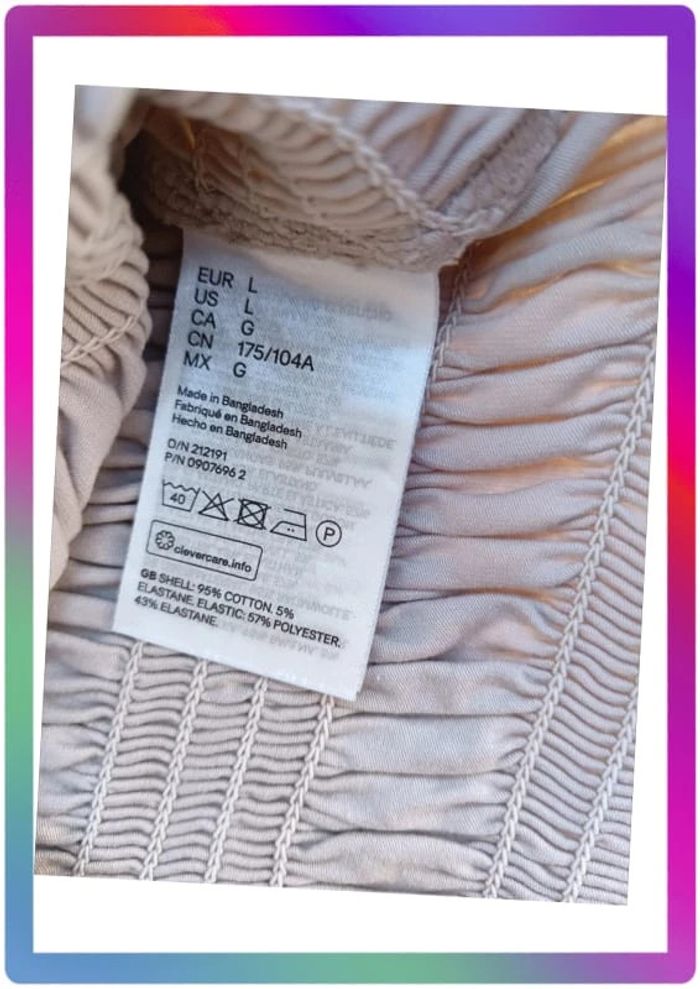 EUR L
US L
CA G
CN 175/104A
MX G
Made in Bangladesh
Fabriqué en Bangladesh
Hecho en Bangladesh
O/N 212191
P/N 0907696 2
40 P
clevercare.info
GB SHELL: 95% COTTON. 5%
ELASTANE. ELASTIC: 57% POLYESTER.
43% ELASTANE.